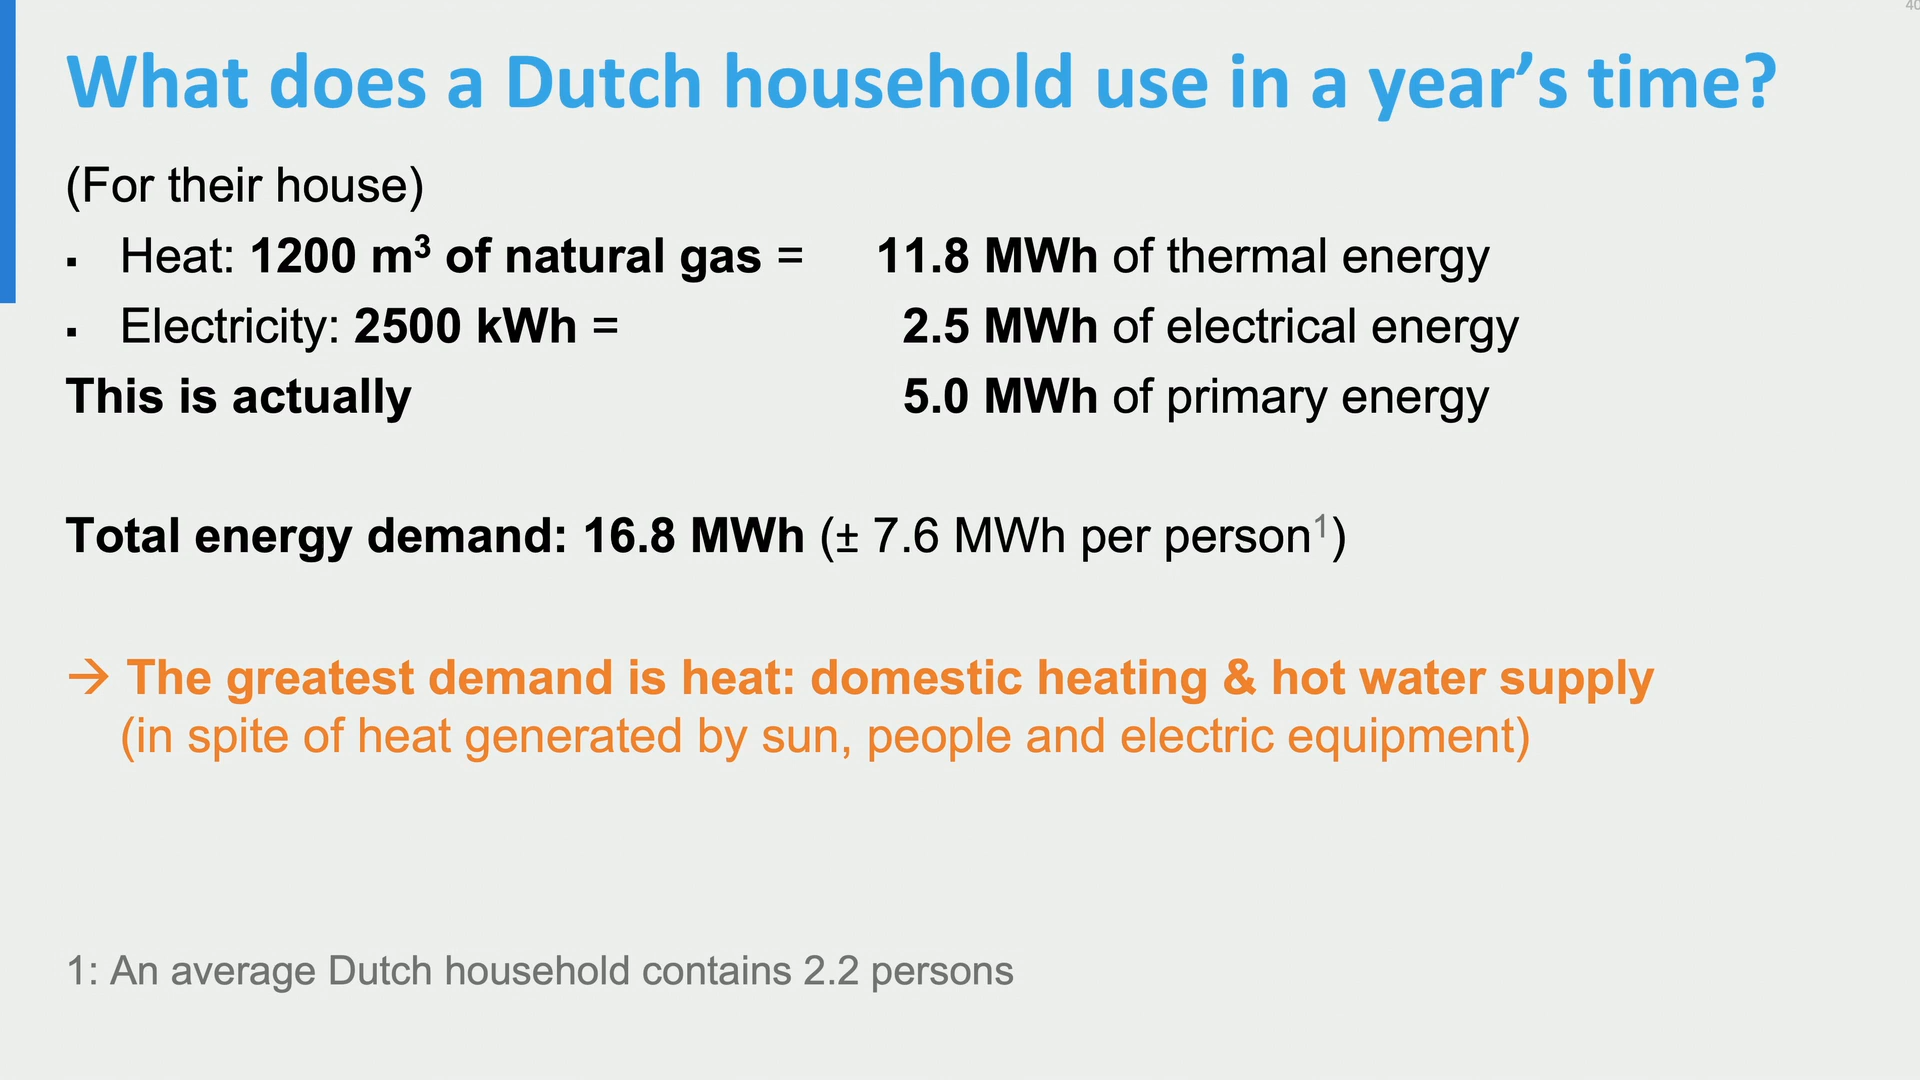 40
What does a Dutch household use in a year’s time?
(For their house)
▪ Heat: 1200 m³ of natural gas = 11.8 MWh of thermal energy
▪ Electricity: 2500 kWh = 2.5 MWh of electrical energy
This is actually 5.0 MWh of primary energy
Total energy demand: 16.8 MWh (± 7.6 MWh per person¹)
→ The greatest demand is heat: domestic heating & hot water supply
(in spite of heat generated by sun, people and electric equipment)
1: An average Dutch household contains 2.2 persons